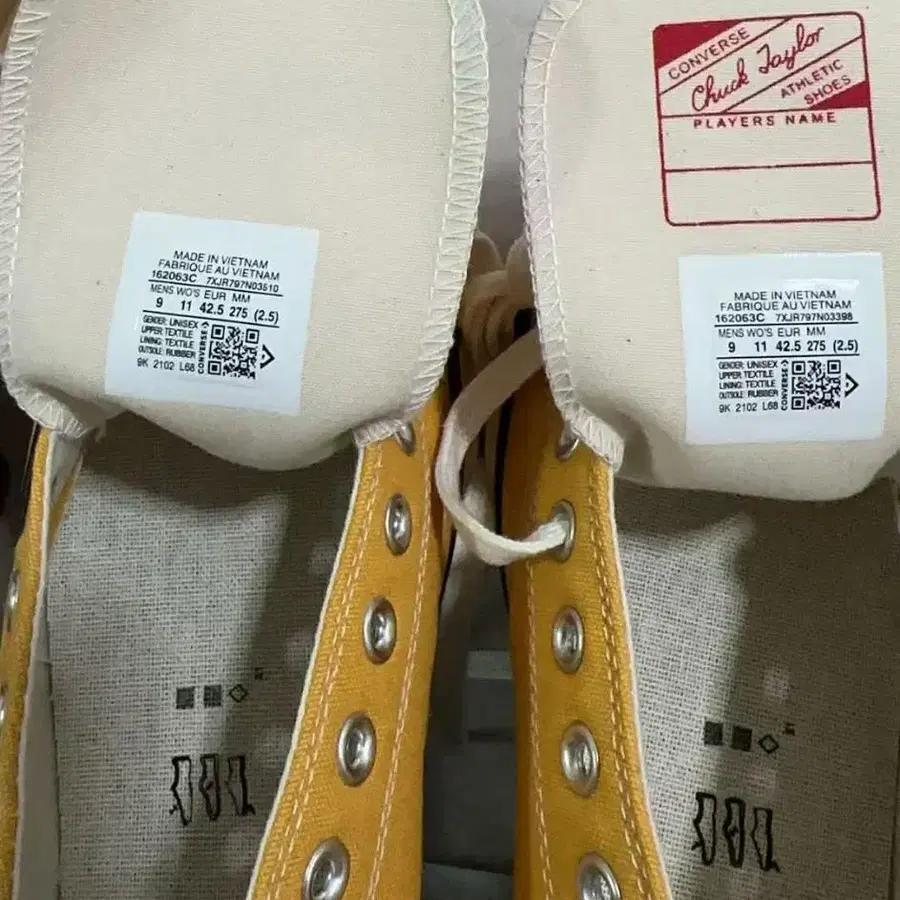 MADE IN VIETNAM
FABRIQUE AU VIETNAM
162063C 7XJR797N03510
MENS WO'S EUR MM
9 11 42.5 275 (2.5)
GENDER: UNISEX
UPPER: TEXTILE
LINING: TEXTILE
OUTSOLE: RUBBER
CONVERSE
9K 2102 L68
CONVERSE
Chuck Taylor
ATHLETIC
SHOES
PLAYERS NAME
MADE IN VIETNAM
FABRIQUE AU VIETNAM
162063C 7XJR797N03398
MENS WO'S EUR MM
9 11 42.5 275 (2.5)
GENDER: UNISEX
UPPER: TEXTILE
LINING: TEXTILE
OUTSOLE: RUBBER
CONVERSE
9K 2102 L68